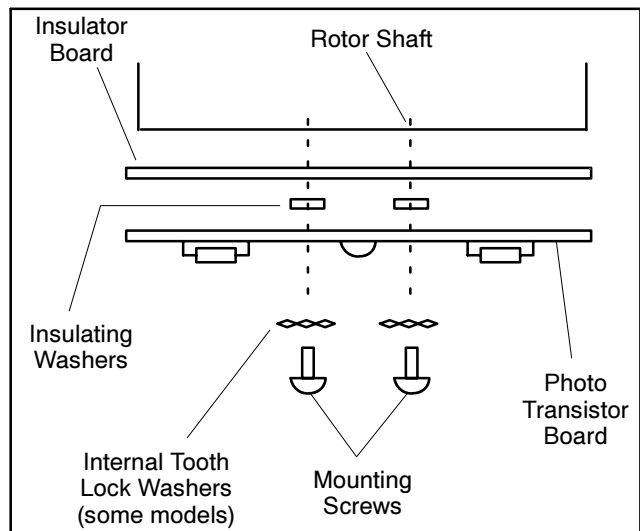 Insulator
Board
Rotor Shaft
Insulating
Washers
Photo
Transistor
Board
Internal Tooth
Lock Washers
(some models)
Mounting
Screws